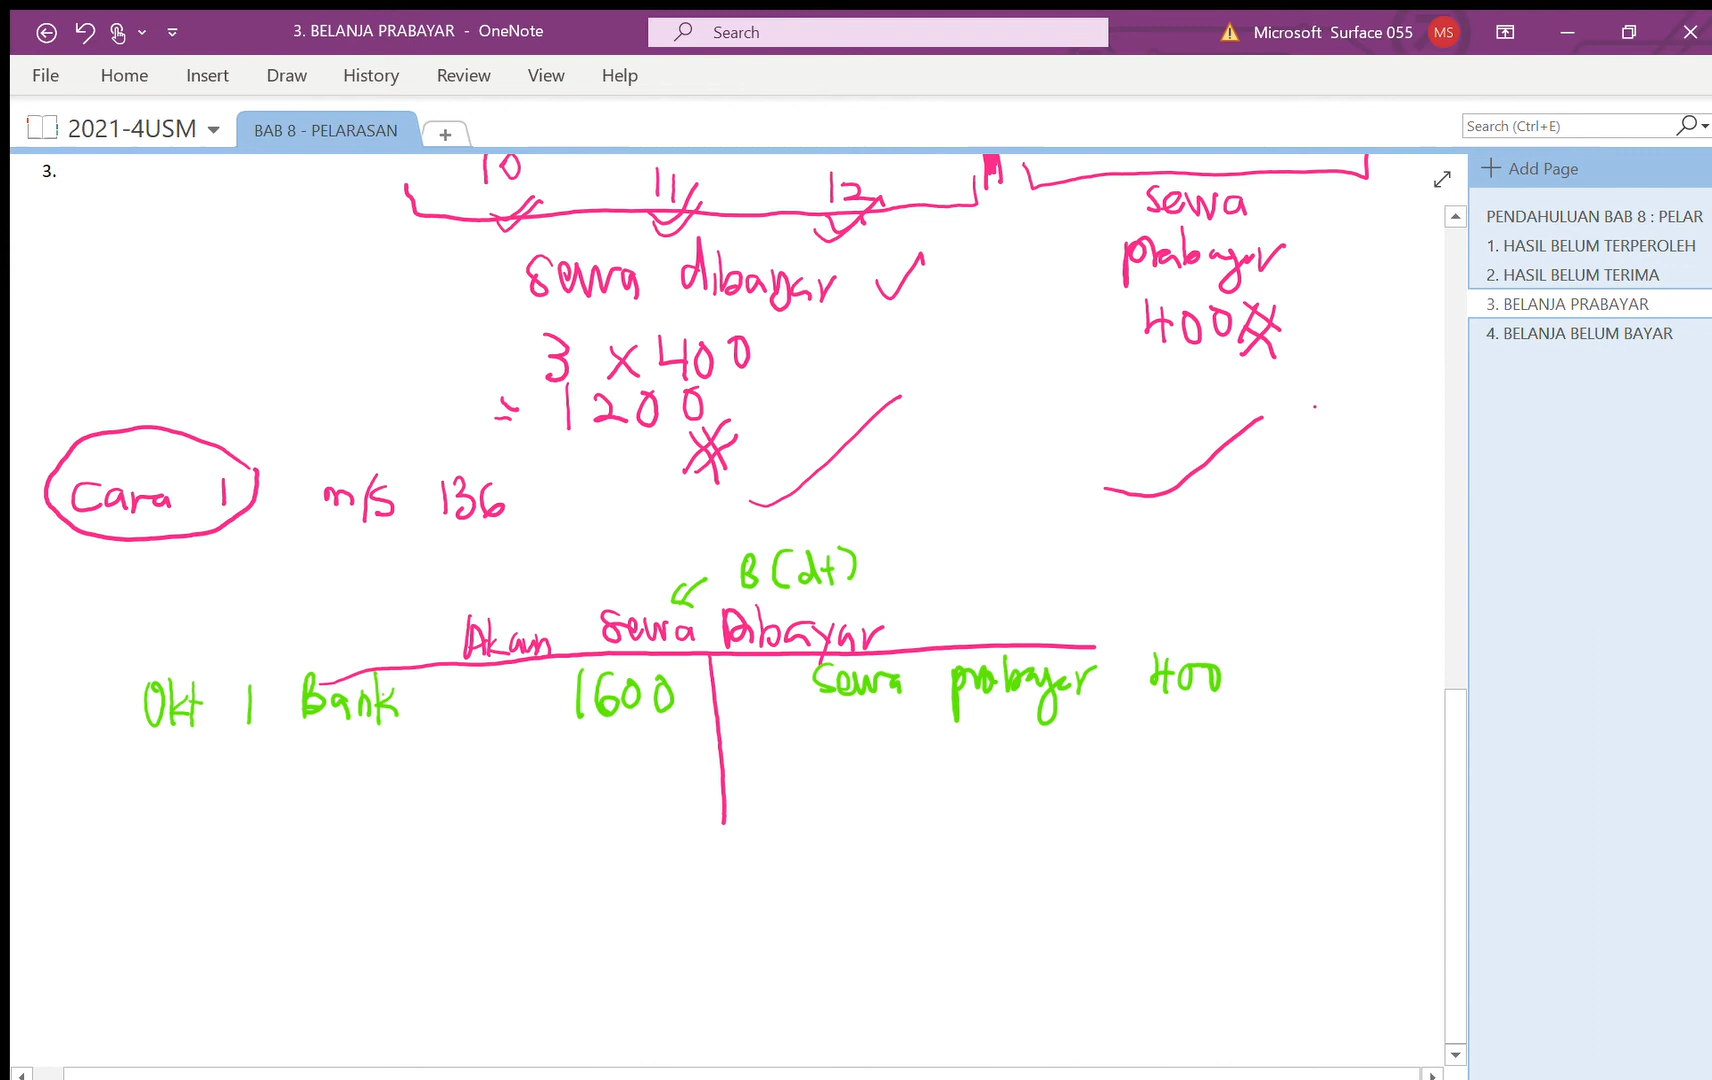 3. BELANJA PRABAYAR - OneNote
Search
Microsoft Surface 055
MS
File Home Insert Draw History Review View Help
2021-4USM
BAB 8 - PELARASAN
+
Search (Ctrl+E)
3.
Add Page
PENDAHULUAN BAB 8 : PELAR
1. HASIL BELUM TERPEROLEH
2. HASIL BELUM TERIMA
3. BELANJA PRABAYAR
4. BELANJA BELUM BAYAR
10 11 12
sewa
prabayar
400
sewa dibayar ✓
3 x 400
= 1200
Cara 1 m/s 136
B (dt)
Akaun Sewa Dibayar
Okt 1 Bank 1600 Sewa prabayar 400